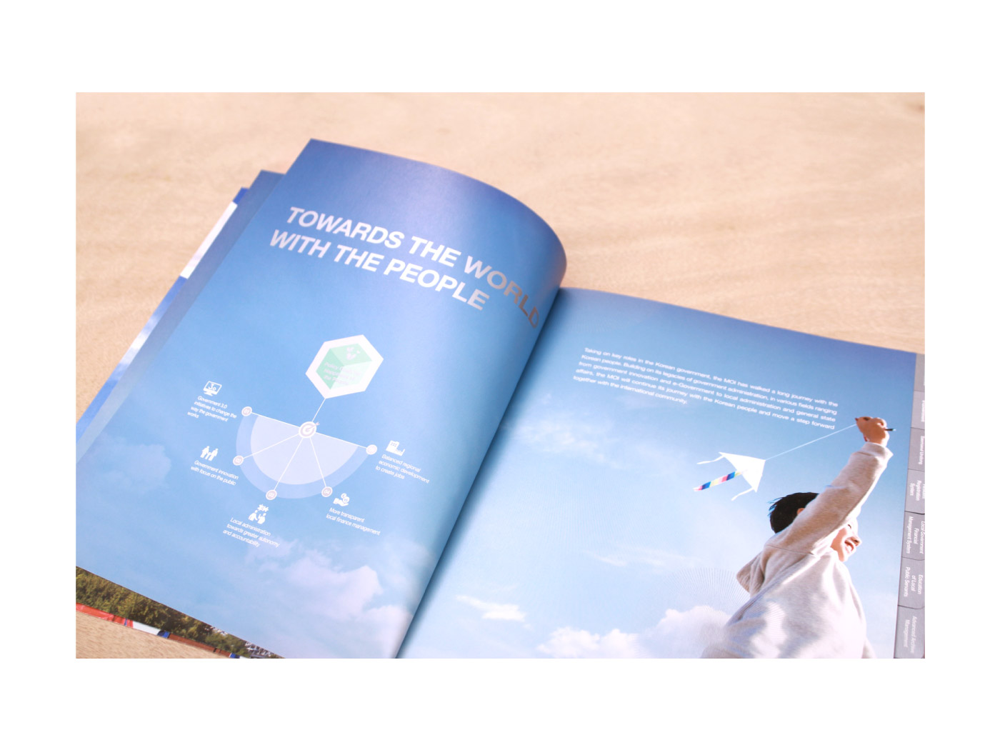 TOWARDS THE WORLD
WITH THE PEOPLE
Government 3.0
initiatives to change the
way the government
works
Government innovation
with focus on the public
Local administration
towards greater autonomy
and accountability
More transparent
local finance management
Balanced regional
economic development
to create jobs
Taking on key roles in the Korean government, the MOI has walked a long journey with the
Korean people. Building on its legacies of government administration, in various fields ranging
from government innovation and e-Government to local administration and general state
affairs, the MOI will continue its journey with the Korean people and move a step forward
together with the international community.
Registration
System
Local Government
Financial
Management System
Education
of Local
Public Servants
Advanced Archive
Management